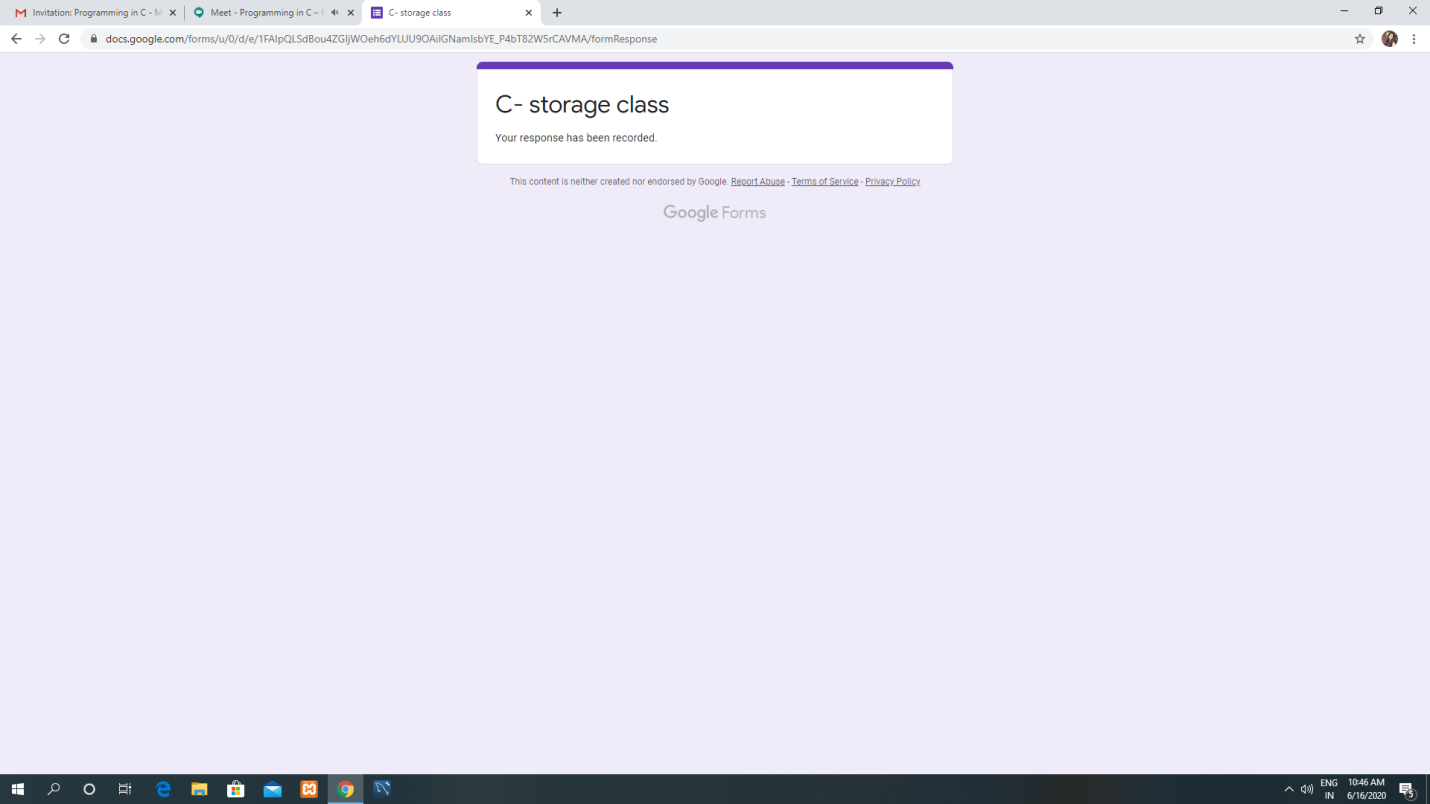 Invitation: Programming in C - M
Meet - Programming in C –
C- storage class
docs.google.com/forms/u/0/d/e/1FAIpQLSdBou4ZGljWOeh6dYLUU9OAilGNamIsbYE_P4bT82W5rCAVMA/formResponse
C- storage class
Your response has been recorded.
This content is neither created nor endorsed by Google. Report Abuse - Terms of Service - Privacy Policy
Google Forms
ENG
IN
10:46 AM
6/16/2020
5